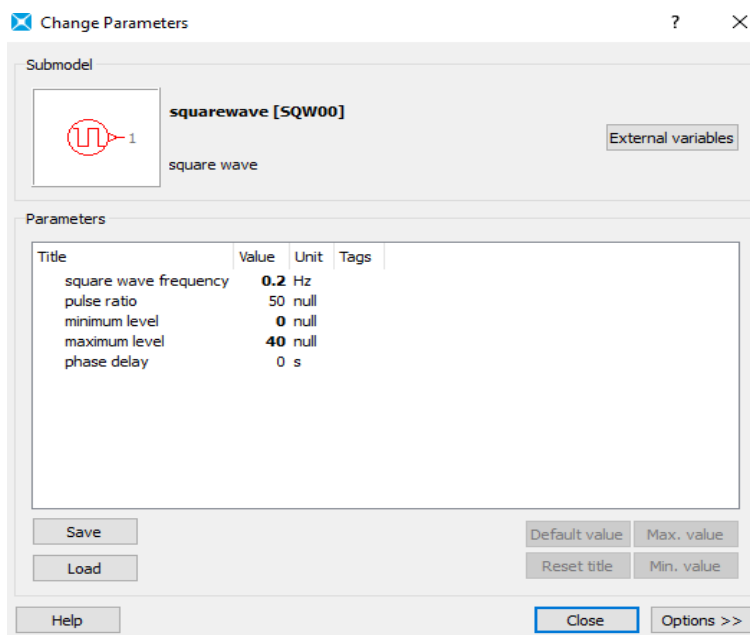 Change Parameters ? ×
Submodel
squarewave [SQW00]
1
External variables
square wave
Parameters
Title Value Unit Tags
square wave frequency 0.2 Hz
pulse ratio 50 null
minimum level 0 null
maximum level 40 null
phase delay 0 s
Save
Default value Max. value
Load
Reset title Min. value
Help Close Options >>